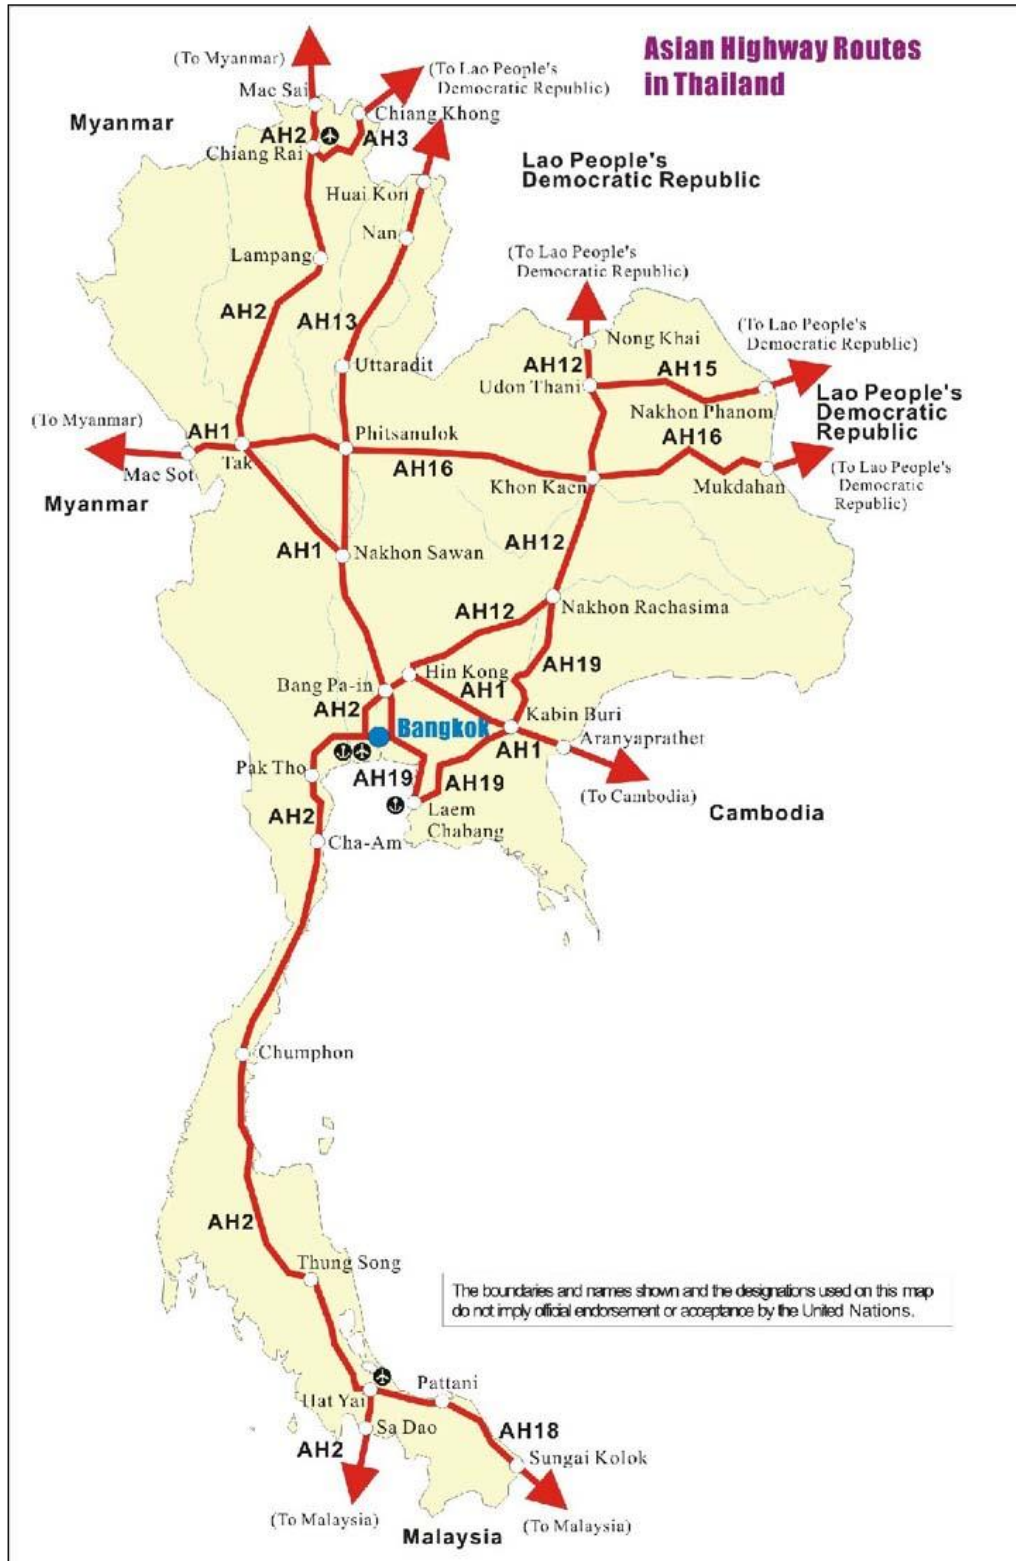 Asian Highway Routes
in Thailand
(To Myanmar)
(To Lao People's
Democratic Republic)
Mae Sai
Chiang Khong
Myanmar
AH2
AH3
Chiang Rai
Lao People's
Democratic Republic
Huai Kon
Nan
(To Lao People's
Democratic Republic)
Lampang
AH2
AH13
Nong Khai
(To Lao People's
Democratic Republic)
AH12
AH15
Uttaradit
Udon Thani
Nakhon Phanom
Lao People's
Democratic
Republic
(To Myanmar)
AH1
Phitsanulok
AH16
Tak
Mae Sot
AH16
Khon Kaen
Mukdahan
(To Lao People's
Democratic
Republic)
Myanmar
AH1
Nakhon Sawan
AH12
AH12
Nakhon Rachasima
Hin Kong
AH19
Bang Pa-in
AH1
AH2
Kabin Buri
Bangkok
Aranyaprathet
AH1
Pak Tho
AH19
AH19
(To Cambodia)
AH2
Laem
Chabang
Cambodia
Cha-Am
Chumphon
AH2
Thung Song
The boundaries and names shown and the designations used on this map
do not imply official endorsement or acceptance by the United Nations.
Pattani
Hat Yai
Sa Dao
AH18
AH2
Sungai Kolok
(To Malaysia)
(To Malaysia)
Malaysia